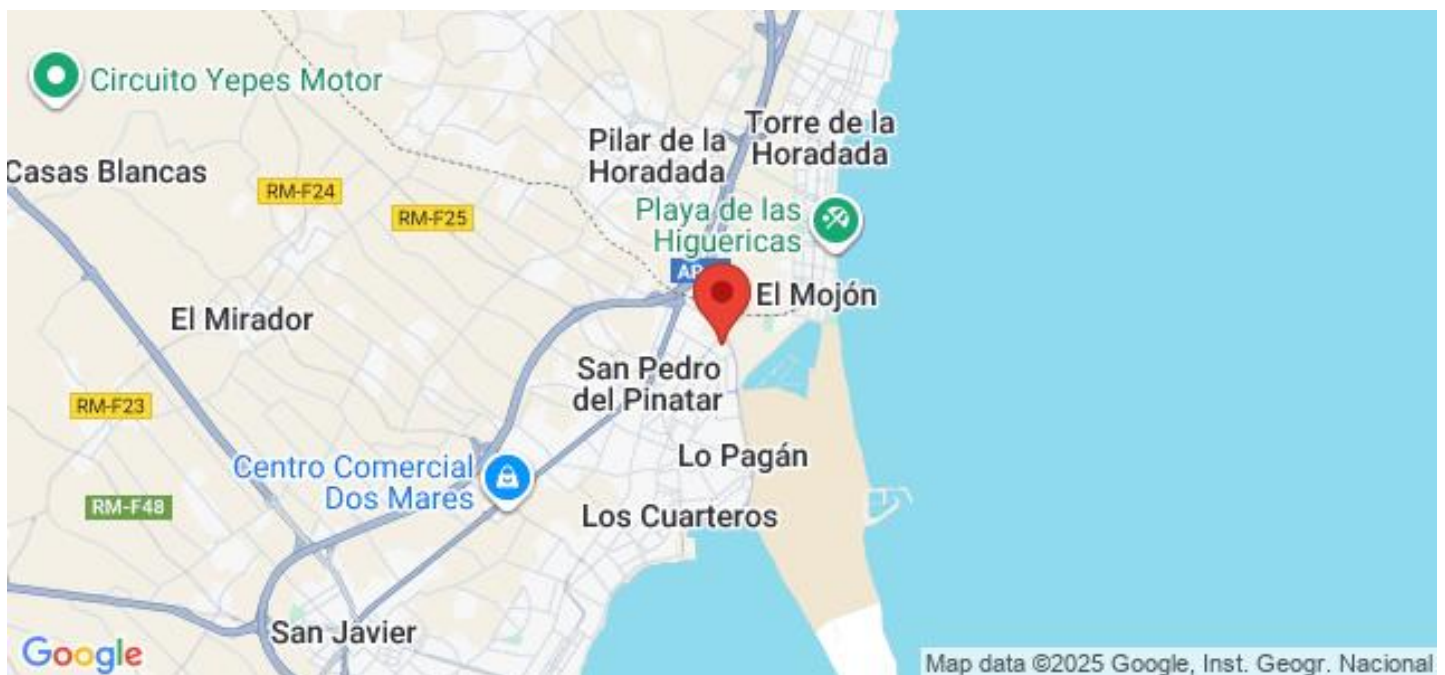 Circuito Yepes Motor
Torre de la
Horadada
Pilar de la
Horadada
Casas Blancas
RM-F24
RM-F25
Playa de las
Higuericas
El Mojón
El Mirador
San Pedro
del Pinatar
RM-F23
Lo Pagán
Centro Comercial
Dos Mares
RM-F48
Los Cuarteros
San Javier
Google
Map data ©2025 Google, Inst. Geogr. Nacional